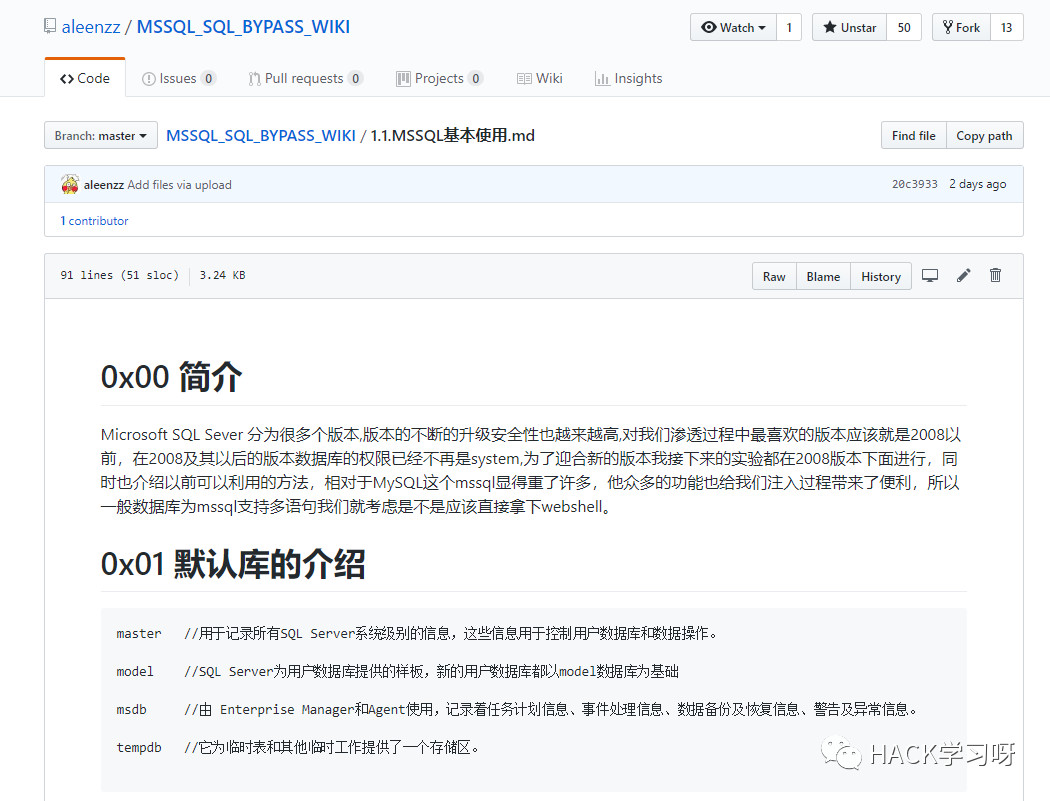 aleenzz / MSSQL_SQL_BYPASS_WIKI
Watch 1 Unstar 50 Fork 13
Code Issues 0 Pull requests 0 Projects 0 Wiki Insights
Branch: master MSSQL_SQL_BYPASS_WIKI / 1.1.MSSQL基本使用.md Find file Copy path
aleenzz Add files via upload 20c3933 2 days ago
1 contributor
91 lines (51 sloc) 3.24 KB Raw Blame History
0x00 简介
Microsoft SQL Sever 分为很多个版本,版本的不断的升级安全性也越来越高,对我们渗透过程中最喜欢的版本应该就是2008以
前，在2008及其以后的版本数据库的权限已经不再是system,为了迎合新的版本我接下来的实验都在2008版本下面进行，同
时也介绍以前可以利用的方法，相对于MySQL这个mssql显得重了许多，他众多的功能也给我们注入过程带来了便利，所以
一般数据库为mssql支持多语句我们就考虑是不是应该直接拿下webshell。
0x01 默认库的介绍
master //用于记录所有SQL Server系统级别的信息，这些信息用于控制用户数据库和数据操作。
model //SQL Server为用户数据库提供的样板，新的用户数据库都以model数据库为基础
msdb //由 Enterprise Manager和Agent使用，记录着任务计划信息、事件处理信息、数据备份及恢复信息、警告及异常信息。
tempdb //它为临时表和其他临时工作提供了一个存储区。
HACK学习呀